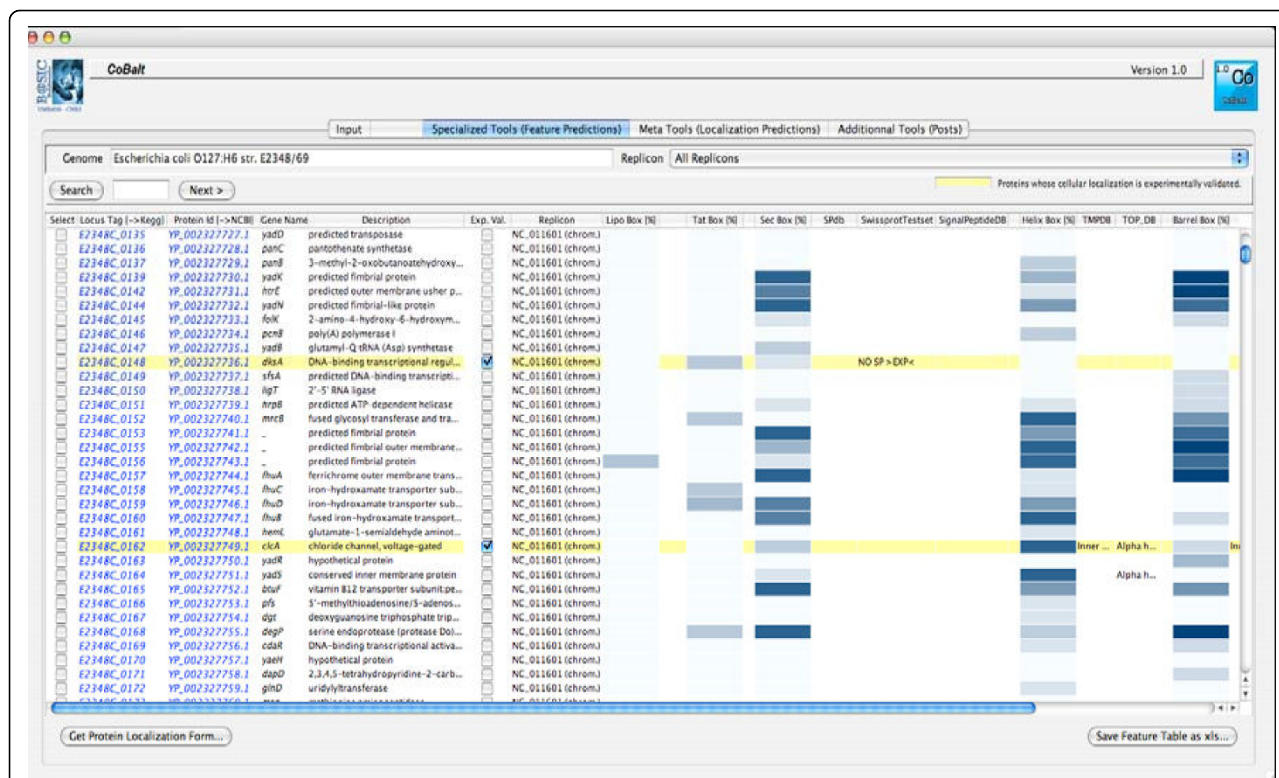 CoBalt
Version 1.0
1.0 Co
Input Specialized Tools (Feature Predictions) Meta Tools (Localization Predictions) Additionnal Tools (Posts)
Genome Escherichia coli O127:H6 str. E2348/69 Replicon All Replicons
Search Next > Proteins whose cellular localization is experimentally validated.
Select Locus Tag [->Kegg] Protein Id [->NCBI] Gene Name Description Exp. Val. Replicon Lipo Box [%] Tat Box [%] Sec Box [%] SPdb SwissprotTestset SignalPeptideDB Helix Box [%] TMPDB TOP_DB Barrel Box [%]
E2348C_0135 YP_002327727.1 yadD predicted transposase NC_011601 (chrom.)
E2348C_0136 YP_002327728.1 panC pantothenate synthetase NC_011601 (chrom.)
E2348C_0137 YP_002327729.1 panB 3-methyl-2-oxobutanoatehydroxy... NC_011601 (chrom.)
E2348C_0139 YP_002327730.1 yadK predicted fimbrial protein NC_011601 (chrom.)
E2348C_0142 YP_002327731.1 htrE predicted outer membrane usher p... NC_011601 (chrom.)
E2348C_0144 YP_002327732.1 yadN predicted fimbrial-like protein NC_011601 (chrom.)
E2348C_0145 YP_002327733.1 folK 2-amino-4-hydroxy-6-hydroxym... NC_011601 (chrom.)
E2348C_0146 YP_002327734.1 pcnB poly(A) polymerase I NC_011601 (chrom.)
E2348C_0147 YP_002327735.1 yadB glutamyl-Q tRNA (Asp) synthetase NC_011601 (chrom.)
E2348C_0148 YP_002327736.1 dksA DNA-binding transcriptional regul... NC_011601 (chrom.) NO SP >EXP<
E2348C_0149 YP_002327737.1 sfsA predicted DNA-binding transcripti... NC_011601 (chrom.)
E2348C_0150 YP_002327738.1 ligT 2'-5' RNA ligase NC_011601 (chrom.)
E2348C_0151 YP_002327739.1 hrpB predicted ATP-dependent helicase NC_011601 (chrom.)
E2348C_0152 YP_002327740.1 mrcB fused glycosyl transferase and tra... NC_011601 (chrom.)
E2348C_0153 YP_002327741.1 _ predicted fimbrial protein NC_011601 (chrom.)
E2348C_0155 YP_002327742.1 _ predicted fimbrial outer membrane... NC_011601 (chrom.)
E2348C_0156 YP_002327743.1 _ predicted fimbrial protein NC_011601 (chrom.)
E2348C_0157 YP_002327744.1 fhuA ferrichrome outer membrane trans... NC_011601 (chrom.)
E2348C_0158 YP_002327745.1 fhuC iron-hydroxamate transporter sub... NC_011601 (chrom.)
E2348C_0159 YP_002327746.1 fhuD iron-hydroxamate transporter sub... NC_011601 (chrom.)
E2348C_0160 YP_002327747.1 fhuB fused iron-hydroxamate transport... NC_011601 (chrom.)
E2348C_0161 YP_002327748.1 hemL glutamate-1-semialdehyde aminot... NC_011601 (chrom.)
E2348C_0162 YP_002327749.1 clcA chloride channel, voltage-gated NC_011601 (chrom.) Inner ... Alpha h...
E2348C_0163 YP_002327750.1 yadR hypothetical protein NC_011601 (chrom.)
E2348C_0164 YP_002327751.1 yadS conserved inner membrane protein NC_011601 (chrom.) Alpha h...
E2348C_0165 YP_002327752.1 btuF vitamin B12 transporter subunit:pe... NC_011601 (chrom.)
E2348C_0166 YP_002327753.1 pfs 5'-methylthioadenosine/S-adenos... NC_011601 (chrom.)
E2348C_0167 YP_002327754.1 dgt deoxyguanosine triphosphate trip... NC_011601 (chrom.)
E2348C_0168 YP_002327755.1 degP serine endoprotease (protease Do)... NC_011601 (chrom.)
E2348C_0169 YP_002327756.1 cdaR DNA-binding transcriptional activa... NC_011601 (chrom.)
E2348C_0170 YP_002327757.1 yaeH hypothetical protein NC_011601 (chrom.)
E2348C_0171 YP_002327758.1 dapD 2,3,4,5-tetrahydropyridine-2-carb... NC_011601 (chrom.)
E2348C_0172 YP_002327759.1 glnD uridylyltransferase NC_011601 (chrom.)
Get Protein Localization Form... Save Feature Table as xls...